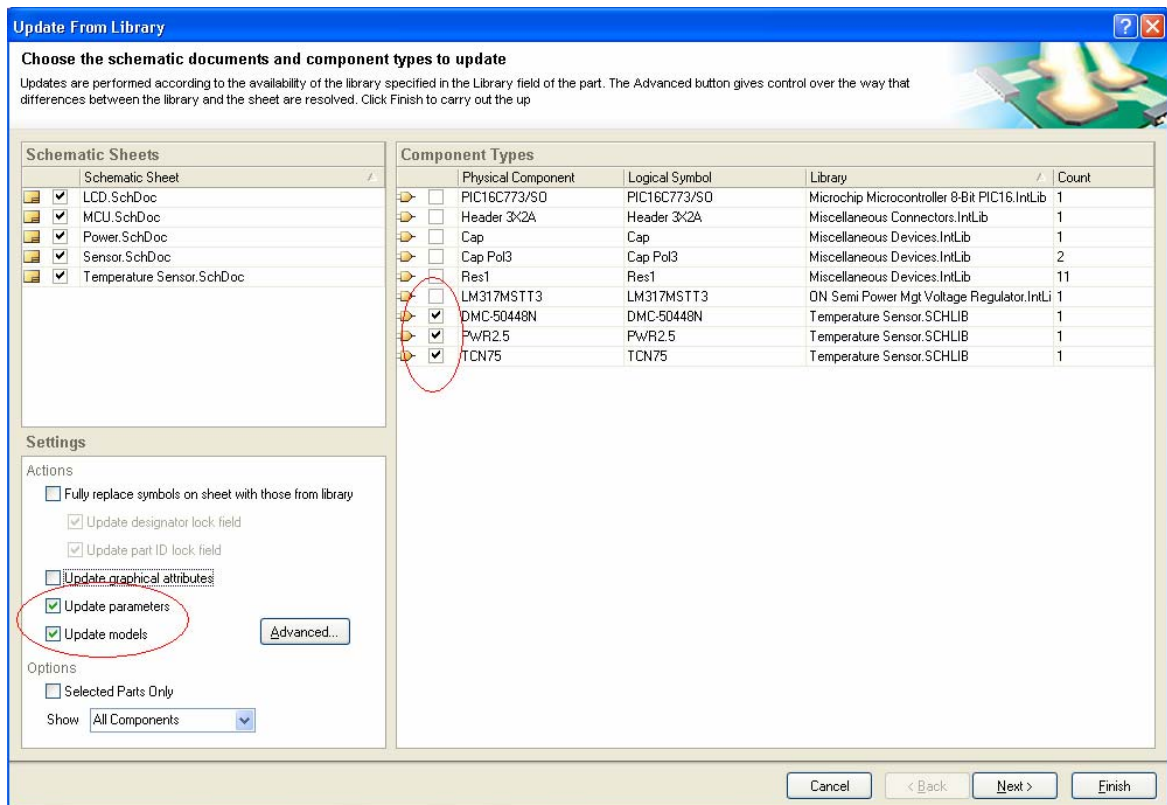 Update From Library
Choose the schematic documents and component types to update
Updates are performed according to the availability of the library specified in the Library field of the part. The Advanced button gives control over the way that
differences between the library and the sheet are resolved. Click Finish to carry out the up
Schematic Sheets
Schematic Sheet
LCD.SchDoc
MCU.SchDoc
Power.SchDoc
Sensor.SchDoc
Temperature Sensor.SchDoc
Component Types
Physical Component Logical Symbol Library Count
PIC16C773/SO PIC16C773/SO Microchip Microcontroller 8-Bit PIC16.IntLib 1
Header 3X2A Header 3X2A Miscellaneous Connectors.IntLib 1
Cap Cap Miscellaneous Devices.IntLib 1
Cap Pol3 Cap Pol3 Miscellaneous Devices.IntLib 2
Res1 Res1 Miscellaneous Devices.IntLib 11
LM317MSTT3 LM317MSTT3 ON Semi Power Mgt Voltage Regulator.IntLi 1
DMC-50448N DMC-50448N Temperature Sensor.SCHLIB 1
PWR2.5 PWR2.5 Temperature Sensor.SCHLIB 1
TCN75 TCN75 Temperature Sensor.SCHLIB 1
Settings
Actions
Fully replace symbols on sheet with those from library
Update designator lock field
Update part ID lock field
Update graphical attributes
Update parameters
Update models
Advanced...
Options
Selected Parts Only
Show All Components
Cancel < Back Next > Finish